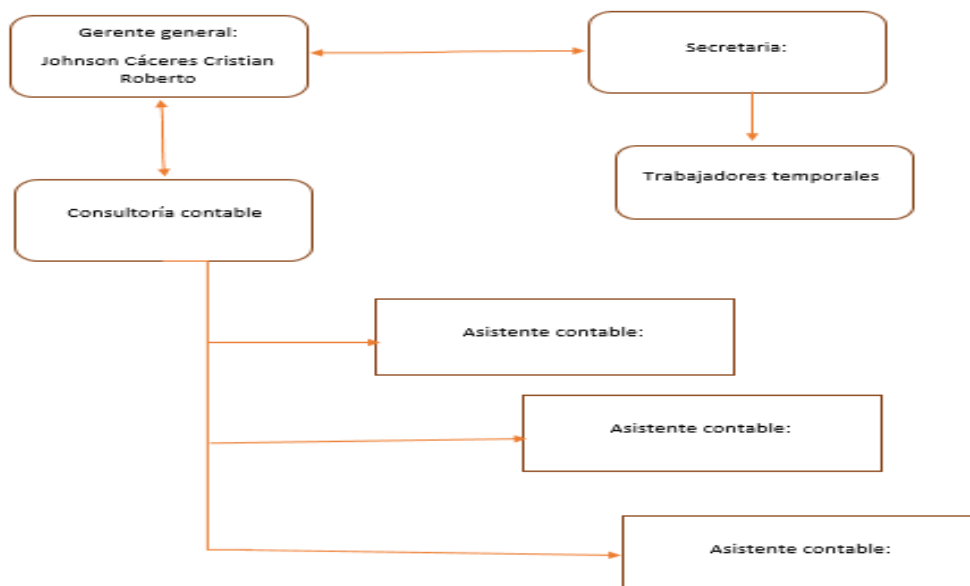 Gerente general:
Johnson Cáceres Cristian
Roberto
Secretaria:
Trabajadores temporales
Consultoría contable
Asistente contable:
Asistente contable:
Asistente contable: